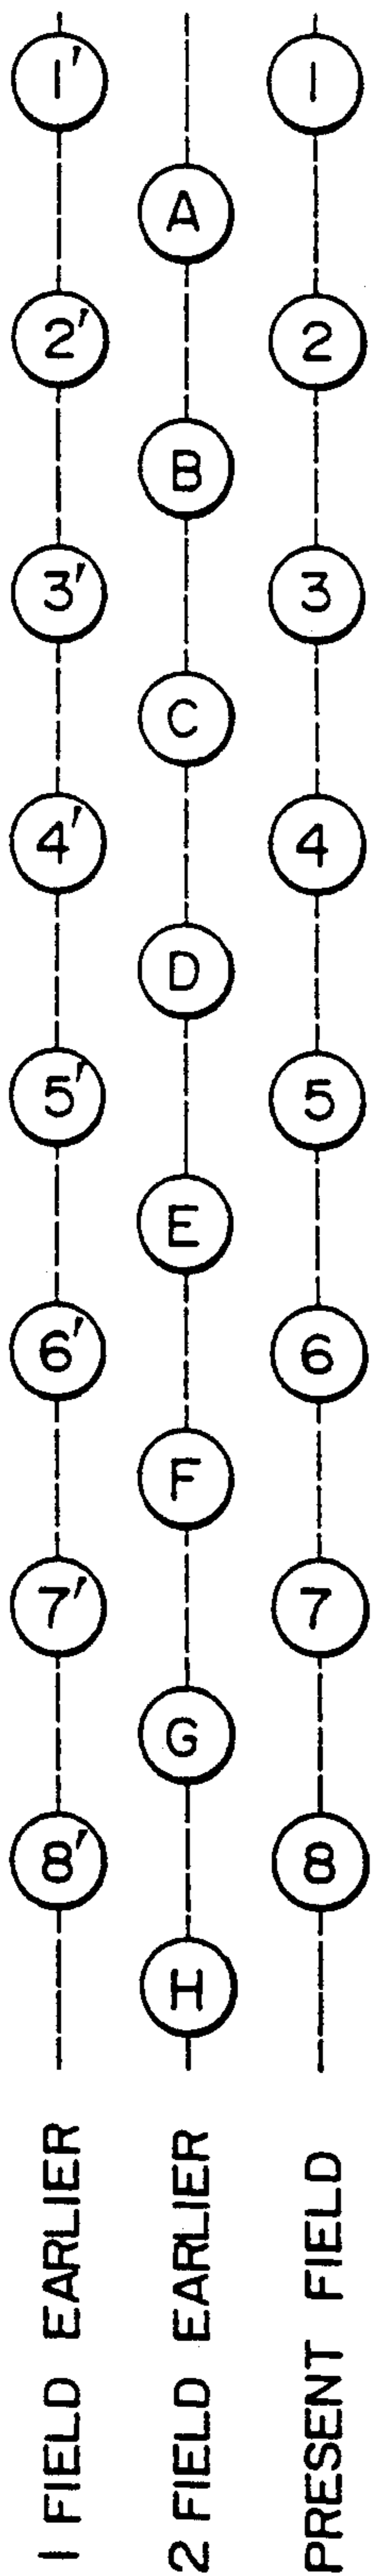 1' 2' 3' 4' 5' 6' 7' 8' 1 FIELD EARLIER
A B C D E F G H 2 FIELD EARLIER
1 2 3 4 5 6 7 8 PRESENT FIELD